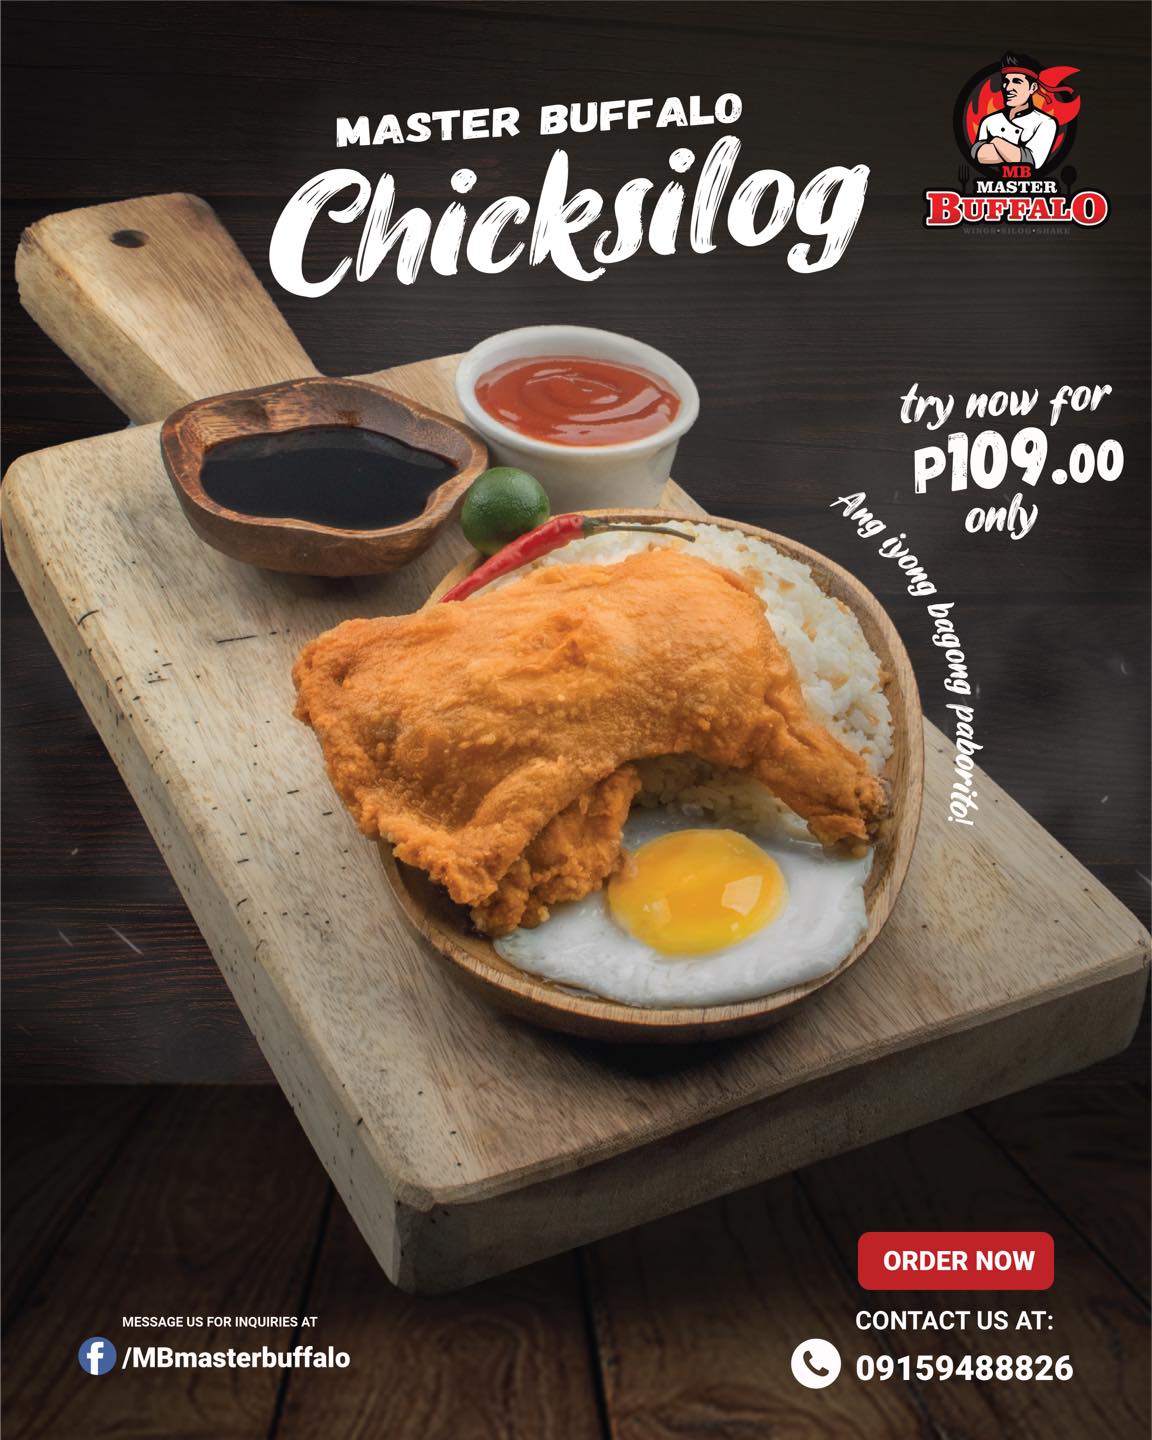 MASTER BUFFALO
Chicksilog
MB
MASTER
BUFFALO
WINGS•SILOG•SHAKE
try now for
P109.00
only
Ang iyong bagong paborito!
ORDER NOW
CONTACT US AT:
09159488826
MESSAGE US FOR INQUIRIES AT
f /MBmasterbuffalo